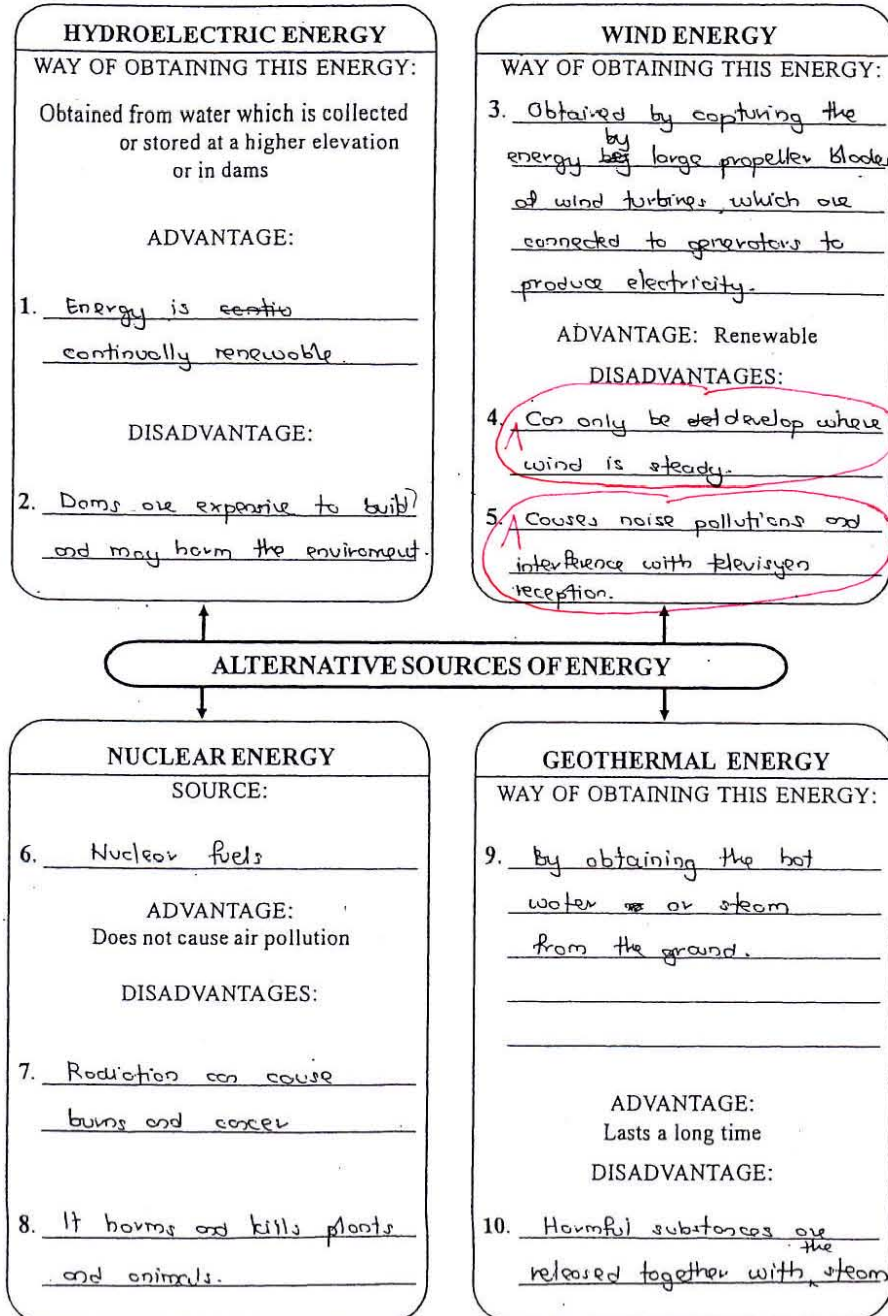 HYDROELECTRIC ENERGY
WAY OF OBTAINING THIS ENERGY:
Obtained from water which is collected
or stored at a higher elevation
or in dams
ADVANTAGE:
1. Energy is
continually renewable.
DISADVANTAGE:
2. Dams are expensive to build
and may harm the enviroment.
WIND ENERGY
WAY OF OBTAINING THIS ENERGY:
3. Obtained by capturing the
energy by large propeller blades
of wind turbines, which are
connected to generators to
produce electricity.
ADVANTAGE: Renewable
DISADVANTAGES:
4. Can only be develop where
wind is steady.
5. Causes noise pollutions and
interference with televisyen
reception.
ALTERNATIVE SOURCES OF ENERGY
NUCLEAR ENERGY
SOURCE:
6. Nuclear fuels
ADVANTAGE:
Does not cause air pollution
DISADVANTAGES:
7. Radiction can cause
burns and cancer
8. It harms and kills plants
and animals.
GEOTHERMAL ENERGY
WAY OF OBTAINING THIS ENERGY:
9. By obtaining the hot
water or steam
from the ground.
ADVANTAGE:
Lasts a long time
DISADVANTAGE:
10. Harmful substances are
released together with the steam